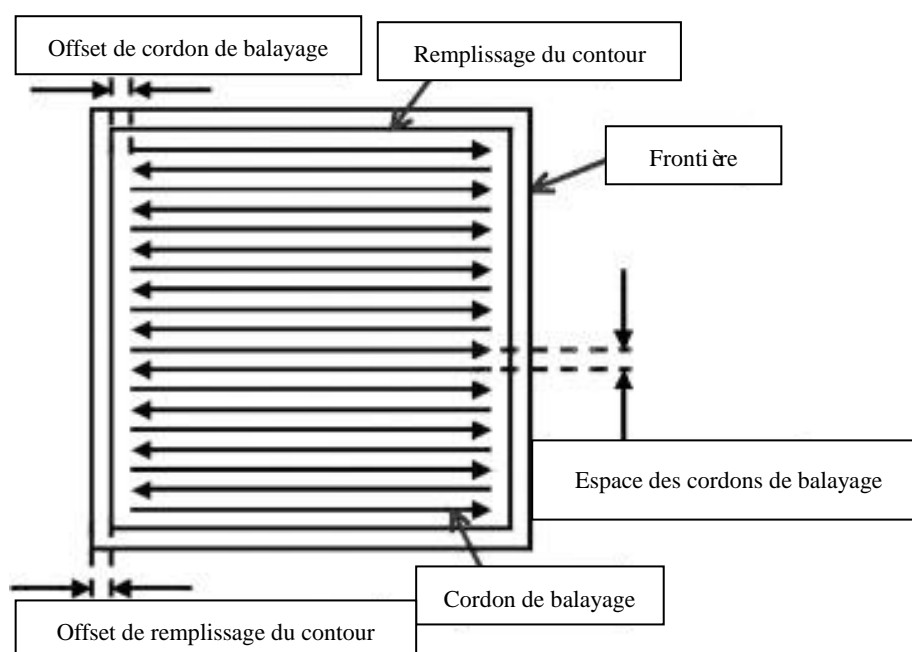 Offset de cordon de balayage
Remplissage du contour
Frontière
Espace des cordons de balayage
Cordon de balayage
Offset de remplissage du contour